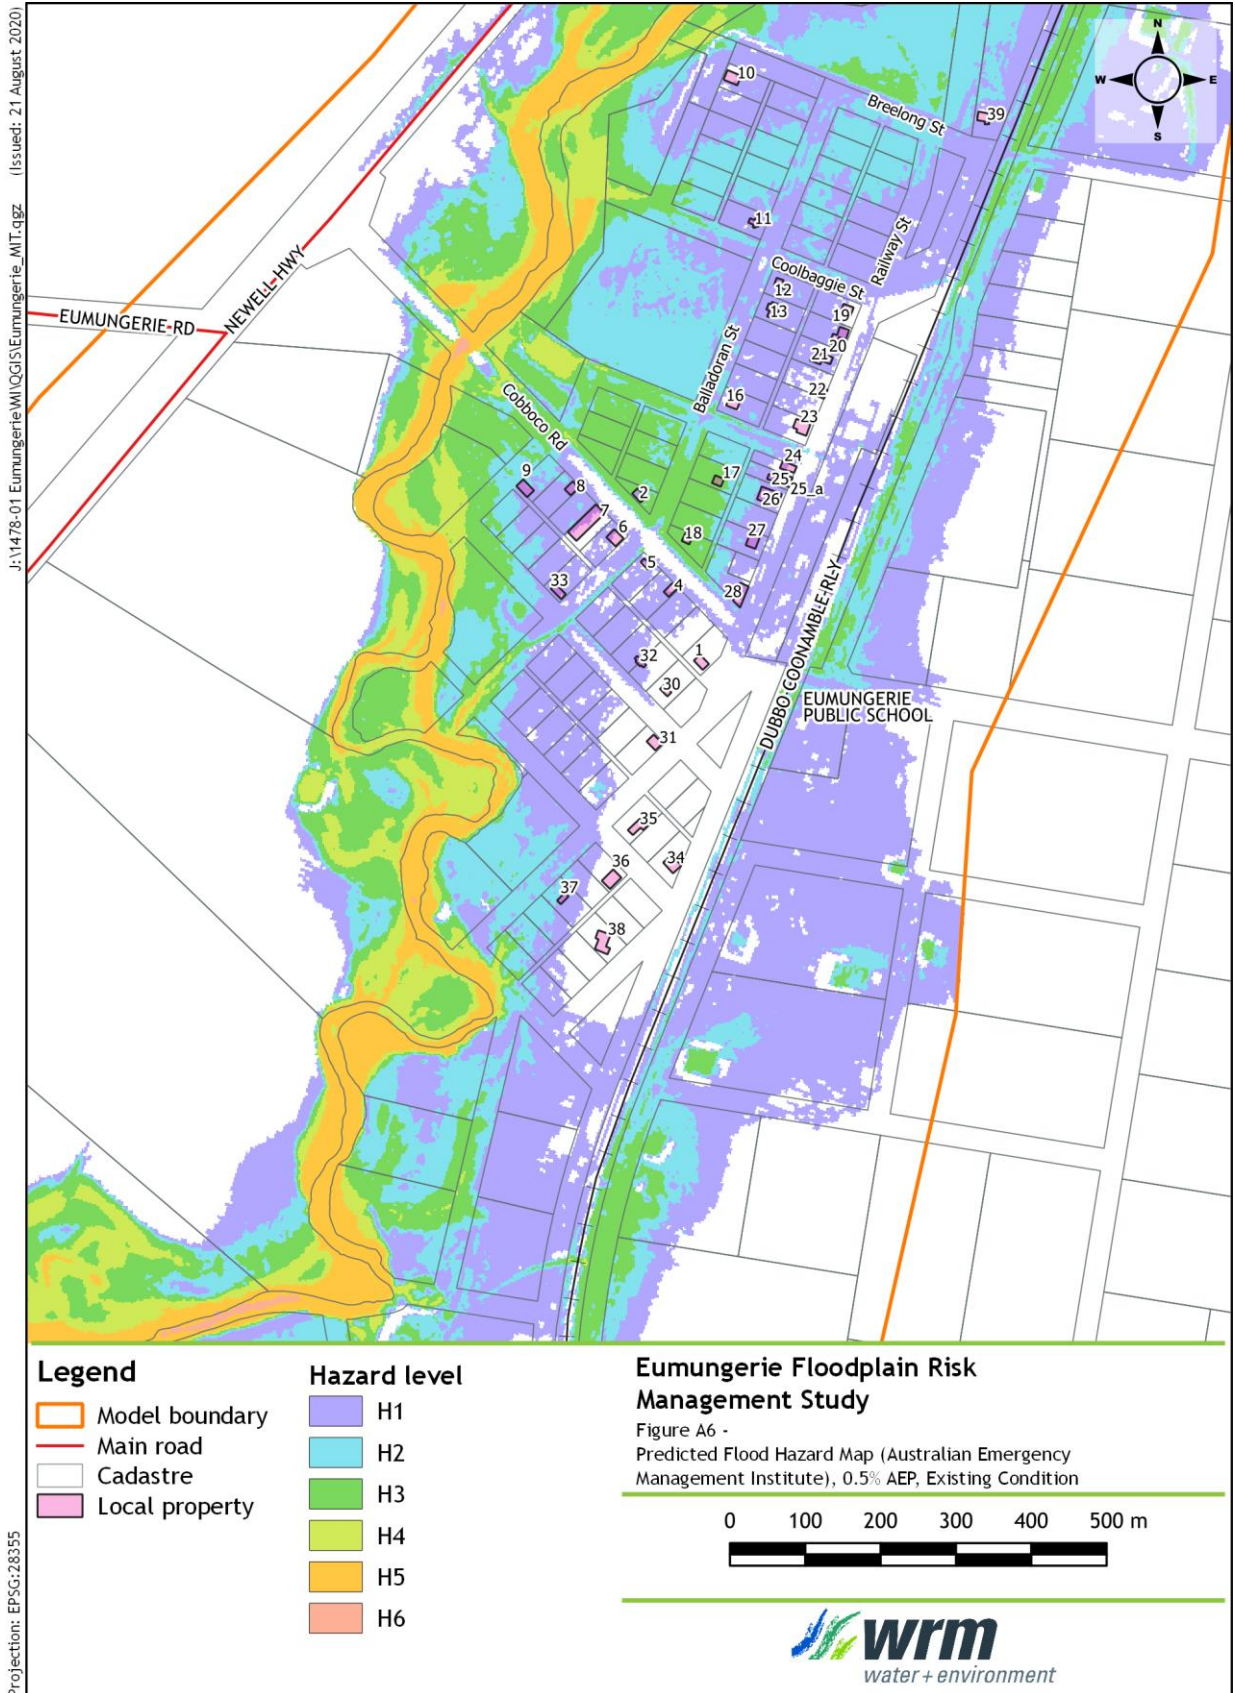 J:\1478-01 Eumungerie WI\QGIS\Eumungerie_MIT.qgz (Issued: 21 August 2020)
Projection: EPSG:28355
N
W
E
S
10
Breelong St
39
11
Railway St
NEWELL HWY
Coolbaggie St
12
13
19
EUMUNGERIE RD
20
21
Balladoran St
22
16
Cobboco Rd
23
24
9
8
17
25
25_a
2
26
7
6
18
27
5
33
4
28
DUBBO-COONAMBLE RLY
1
32
30
EUMUNGERIE
PUBLIC SCHOOL
31
35
34
36
37
38
Legend
Model boundary
Main road
Cadastre
Local property
Hazard level
H1
H2
H3
H4
H5
H6
Eumungerie Floodplain Risk
Management Study
Figure A6 -
Predicted Flood Hazard Map (Australian Emergency
Management Institute), 0.5% AEP, Existing Condition
0 100 200 300 400 500 m
wrm
water + environment